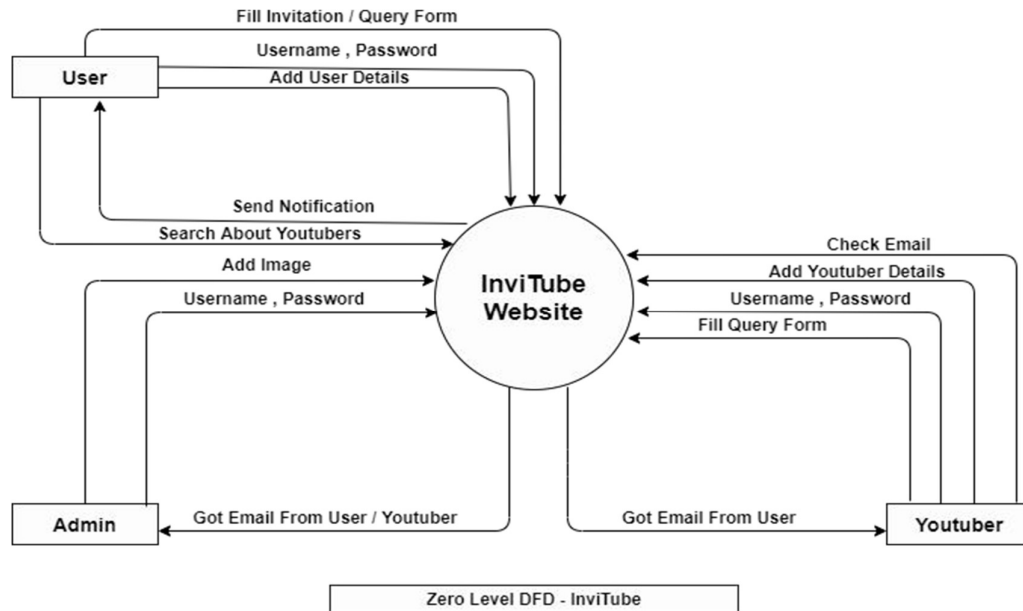 Fill Invitation / Query Form
Username , Password
Add User Details
User
Send Notification
Search About Youtubers
Add Image
Username , Password
InviTube
Website
Check Email
Add Youtuber Details
Username , Password
Fill Query Form
Admin
Got Email From User / Youtuber
Got Email From User
Youtuber
Zero Level DFD - InviTube